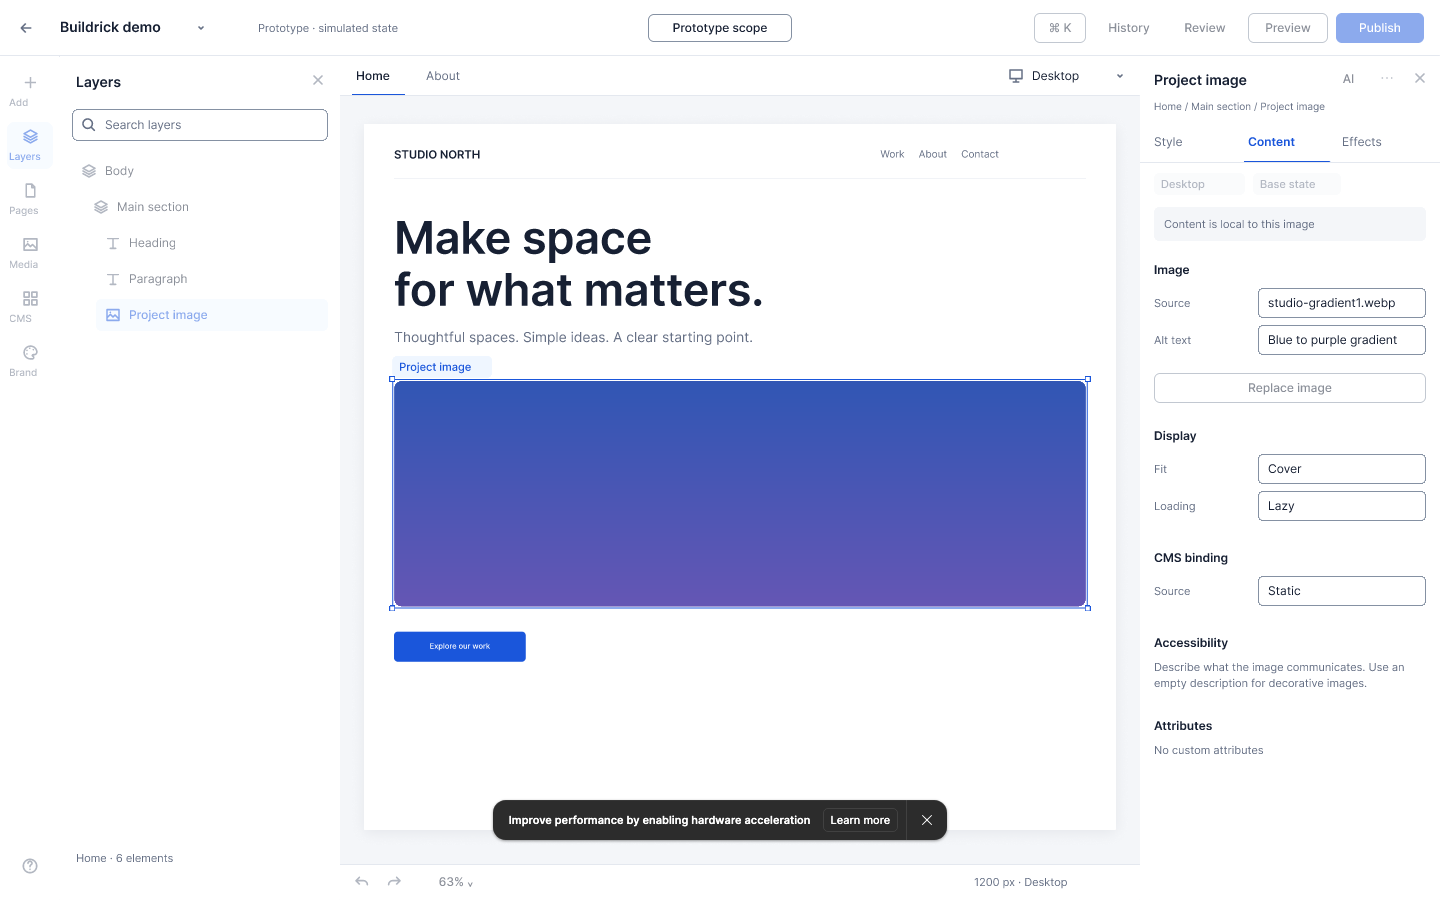 Buildrick demo
Prototype · simulated state
Prototype scope
⌘ K
History
Review
Preview
Publish
Add
Layers
Pages
Media
CMS
Brand
Layers
Search layers
Body
Main section
Heading
Paragraph
Project image
Home · 6 elements
Home
About
Desktop
STUDIO NORTH
Work
About
Contact
Make space
for what matters.
Thoughtful spaces. Simple ideas. A clear starting point.
Project image
Explore our work
Improve performance by enabling hardware acceleration
Learn more
63%
1200 px · Desktop
Project image
AI
Home / Main section / Project image
Style
Content
Effects
Desktop
Base state
Content is local to this image
Image
Source
studio-gradient1.webp
Alt text
Blue to purple gradient
Replace image
Display
Fit
Cover
Loading
Lazy
CMS binding
Source
Static
Accessibility
Describe what the image communicates. Use an
empty description for decorative images.
Attributes
No custom attributes